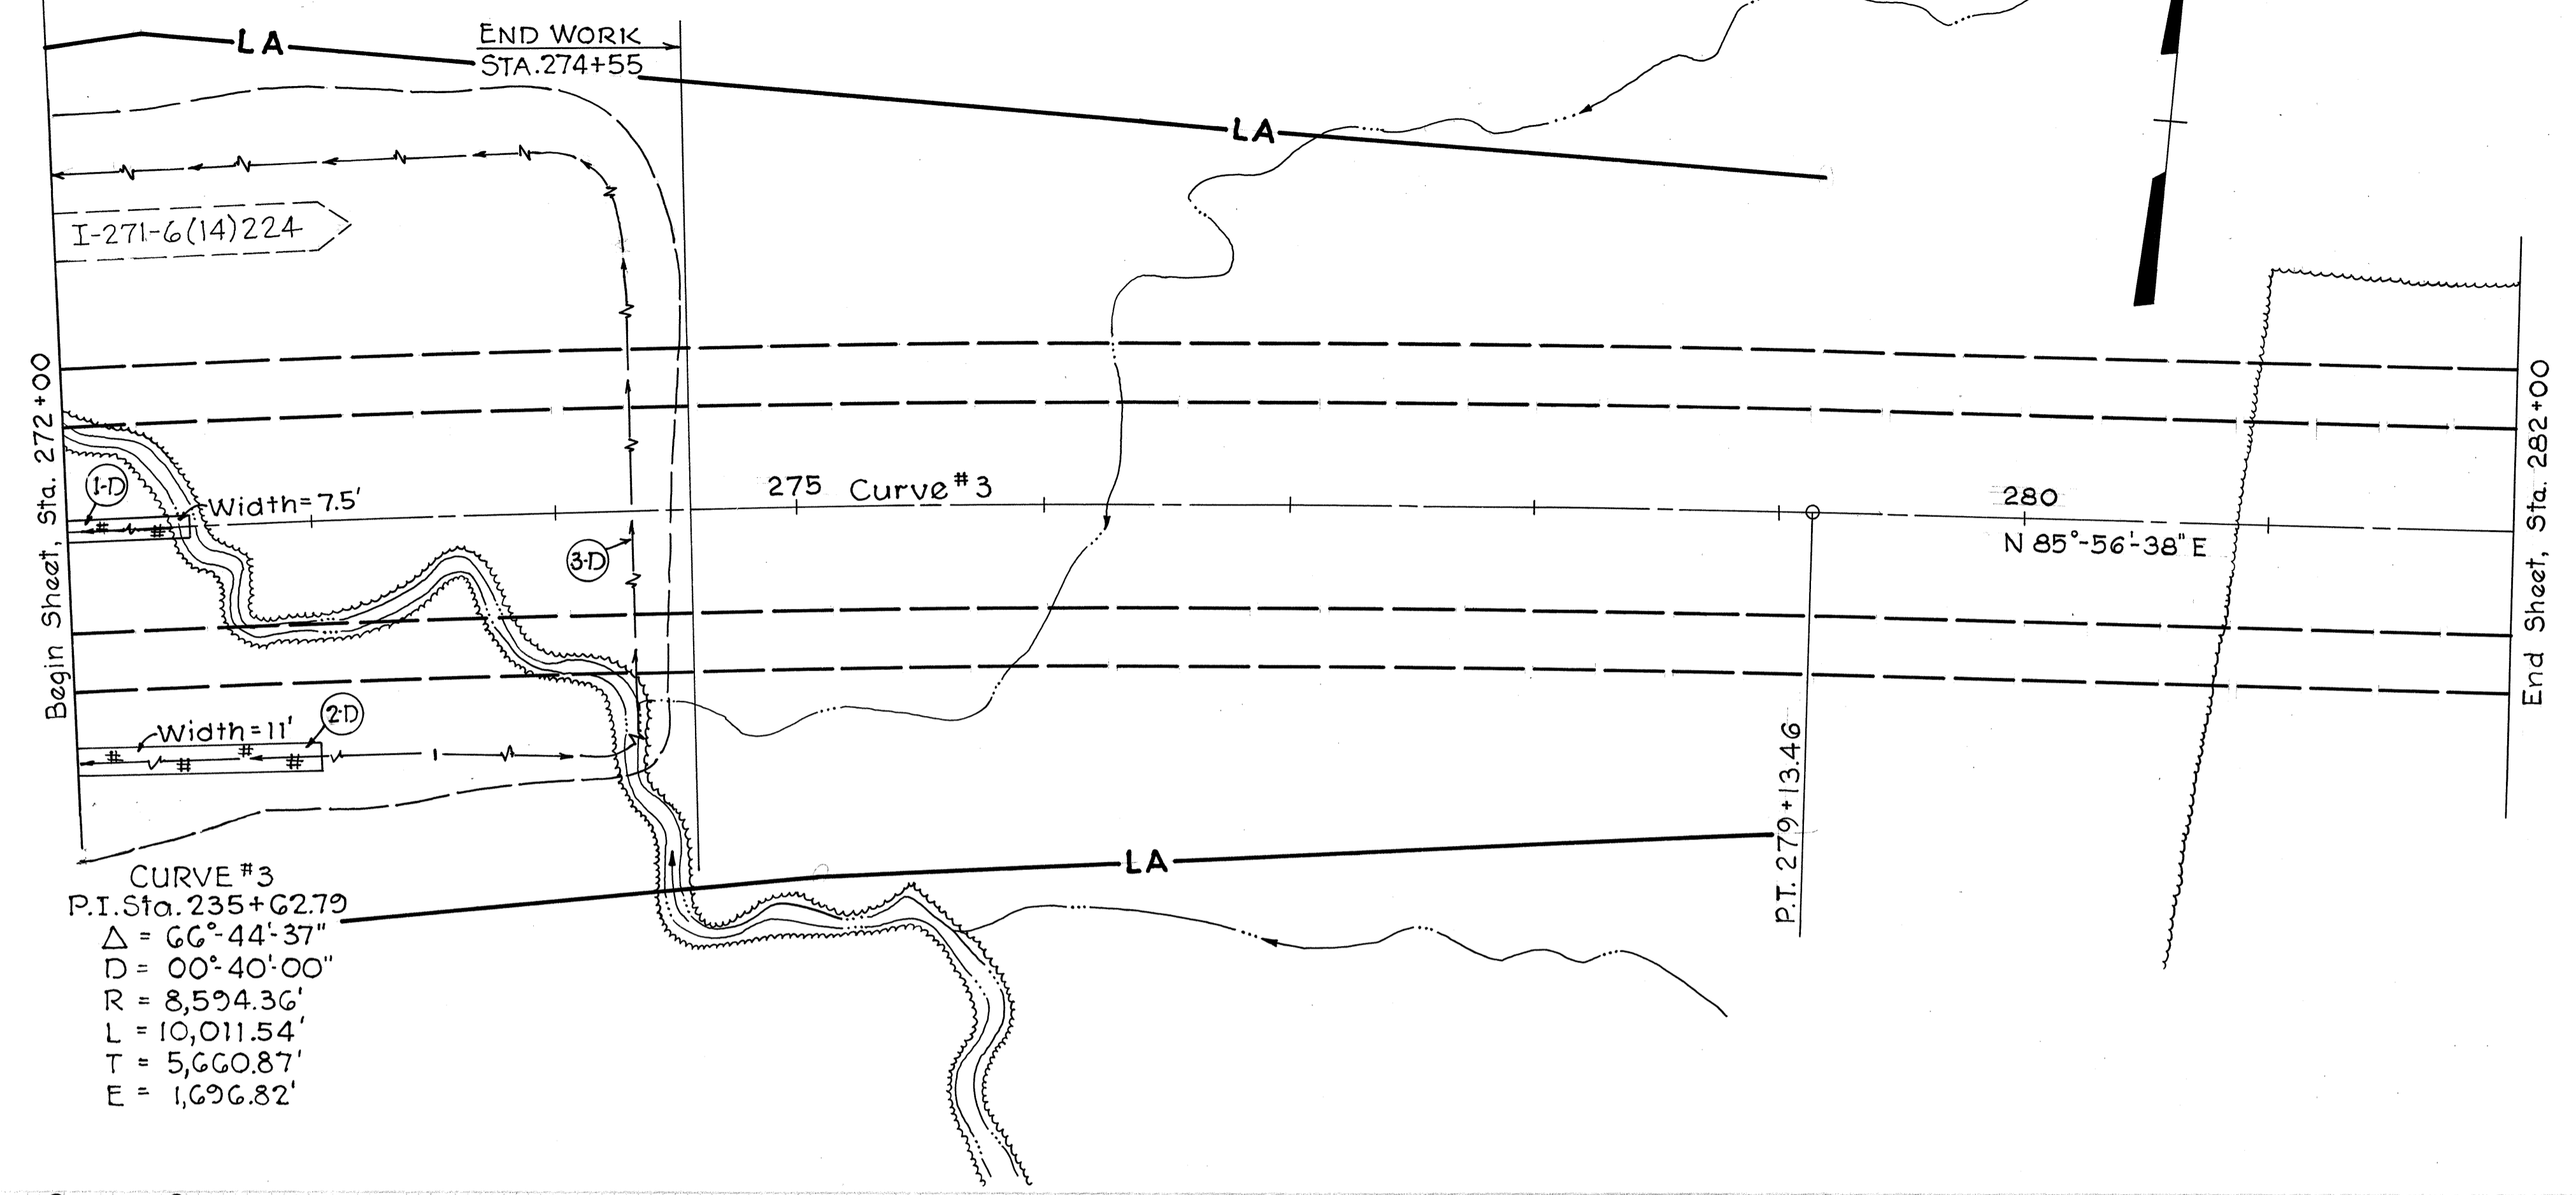 LA
END WORK
STA.274+55
LA
I-271-6(14)224
Begin Sheet, Sta. 272+00
1-D
Width=7.5'
275 Curve #3
280
N 85°-56'-38" E
End Sheet, Sta. 282+00
3-D
2-D
Width=11'
P.T. 279+13.46
LA
CURVE #3
P.I.Sta.235+62.79
Δ = 66°-44'-37"
D = 00°-40'-00"
R = 8,594.36'
L = 10,011.54'
T = 5,660.87'
E = 1,696.82'